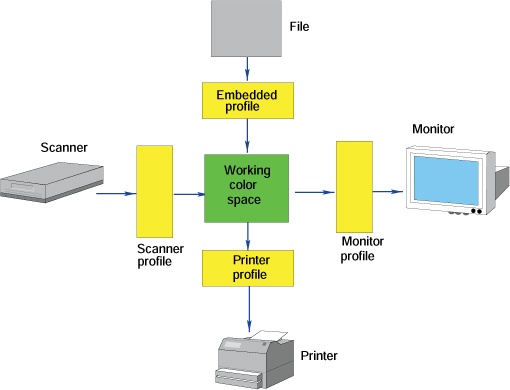 File
Embedded
profile
Scanner
Monitor
Working
color
space
Scanner
profile
Monitor
profile
Printer
profile
Printer